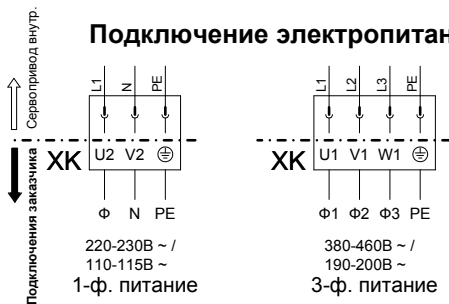 Подключение электропитан
Сервопривод внутр.
Подключения заказчика
L1 N PE
XK U2 V2
Ф N PE
220-230В ~ /
110-115В ~
1-ф. питание
L1 L2 L3 PE
XK U1 V1 W1
Ф1 Ф2 Ф3 PE
380-460В ~ /
190-200В ~
3-ф. питание